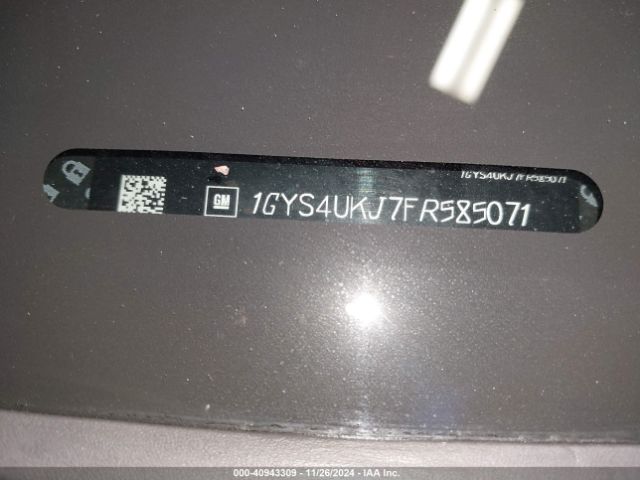 1GYS4UKJ7FR585071
GM 1GYS4UKJ7FR585071
000-40943309 | 11/26/2024 - IAA Inc.